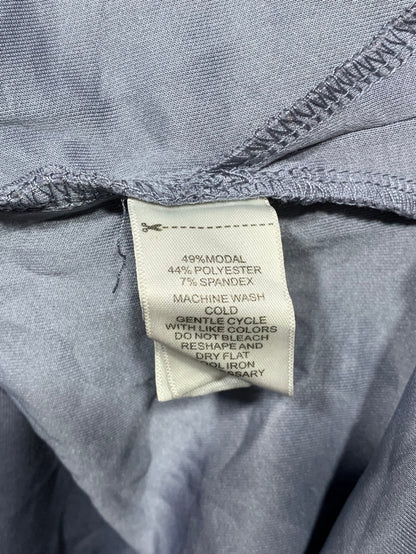 49%MODAL
44% POLYESTER
7% SPANDEX
MACHINE WASH
COLD
GENTLE CYCLE
WITH LIKE COLORS
DO NOT BLEACH
RESHAPE AND
DRY FLAT
IRON